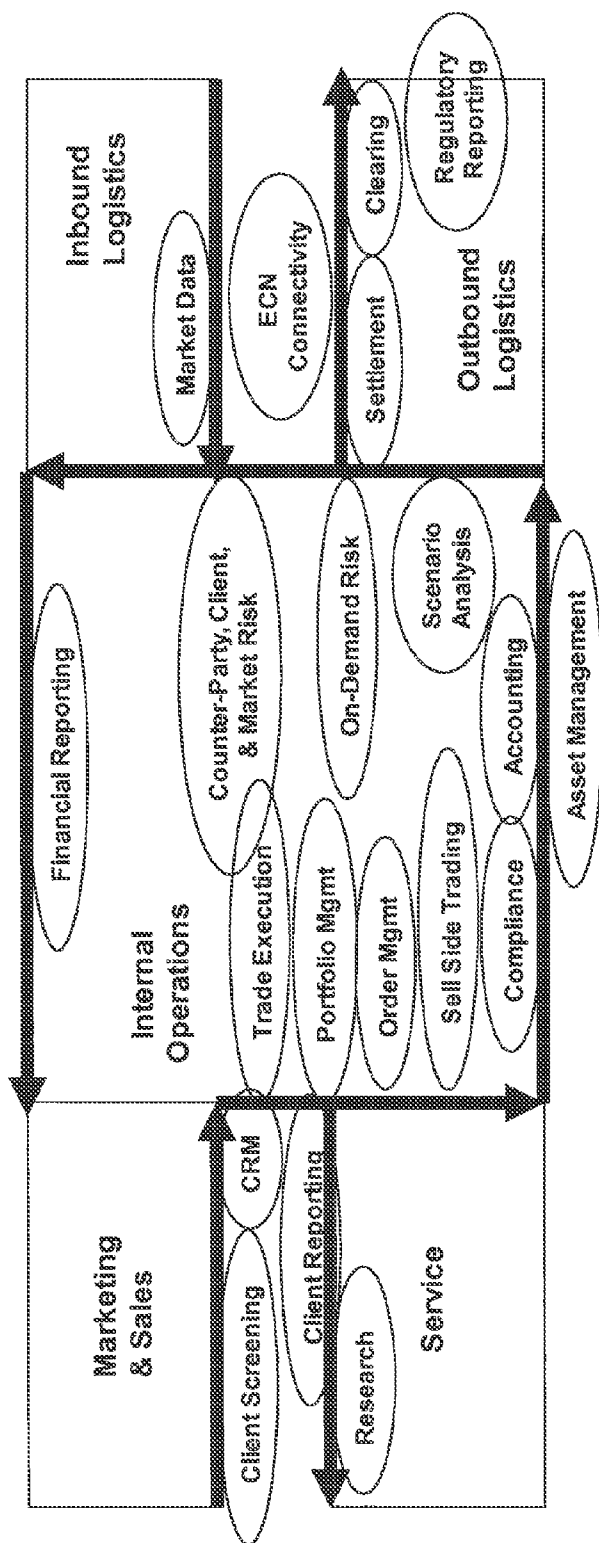 Marketing
& Sales
Client Screening
CRM
Client Reporting
Research
Service
Financial Reporting
Internal
Operations
Counter-Party, Client,
& Market Risk
Trade Execution
Portfolio Mgmt
On-Demand Risk
Order Mgmt
Sell Side Trading
Scenario
Analysis
Compliance
Accounting
Asset Management
Inbound
Logistics
Market Data
ECN
Connectivity
Settlement
Clearing
Outbound
Logistics
Regulatory
Reporting